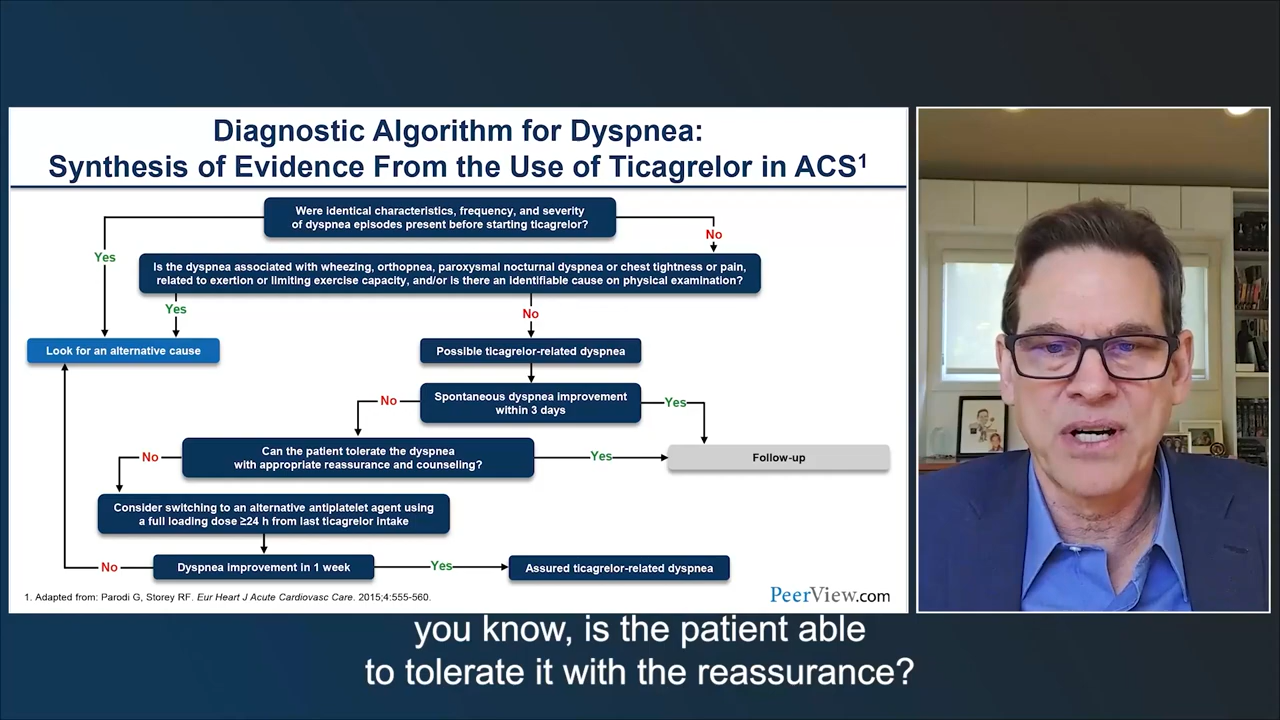 Diagnostic Algorithm for Dyspnea:
Synthesis of Evidence From the Use of Ticagrelor in ACS¹
Were identical characteristics, frequency, and severity
of dyspnea episodes present before starting ticagrelor?
Yes
No
Is the dyspnea associated with wheezing, orthopnea, paroxysmal nocturnal dyspnea or chest tightness or pain,
related to exertion or limiting exercise capacity, and/or is there an identifiable cause on physical examination?
Yes
No
Look for an alternative cause
Possible ticagrelor-related dyspnea
Spontaneous dyspnea improvement
within 3 days
No
Yes
Can the patient tolerate the dyspnea
with appropriate reassurance and counseling?
No
Yes
Follow-up
Consider switching to an alternative antiplatelet agent using
a full loading dose ≥24 h from last ticagrelor intake
Dyspnea improvement in 1 week
No
Yes
Assured ticagrelor-related dyspnea
1. Adapted from: Parodi G, Storey RF. Eur Heart J Acute Cardiovasc Care. 2015;4:555-560.
PeerView.com
you know, is the patient able
to tolerate it with the reassurance?